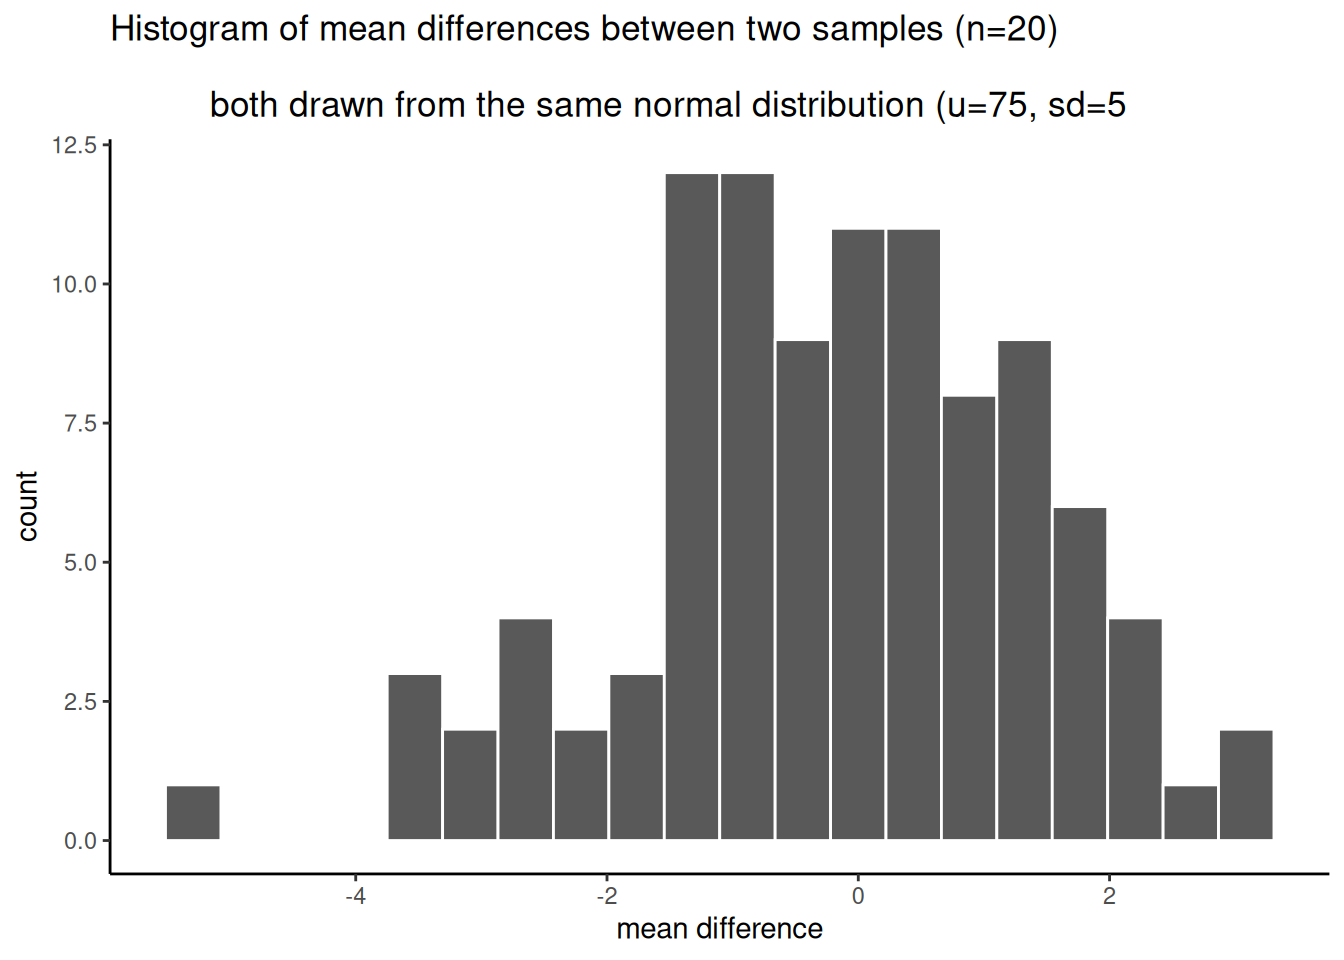 Histogram of mean differences between two samples (n=20)
both drawn from the same normal distribution (u=75, sd=5
12.5
10.0
7.5
5.0
2.5
0.0
count
-4
-2
0
2
mean difference